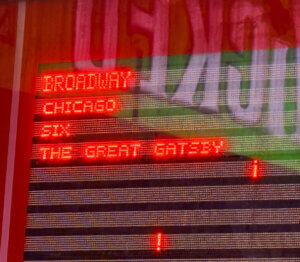 BROADWAY
CHICAGO
SIX
THE GREAT GATSBY